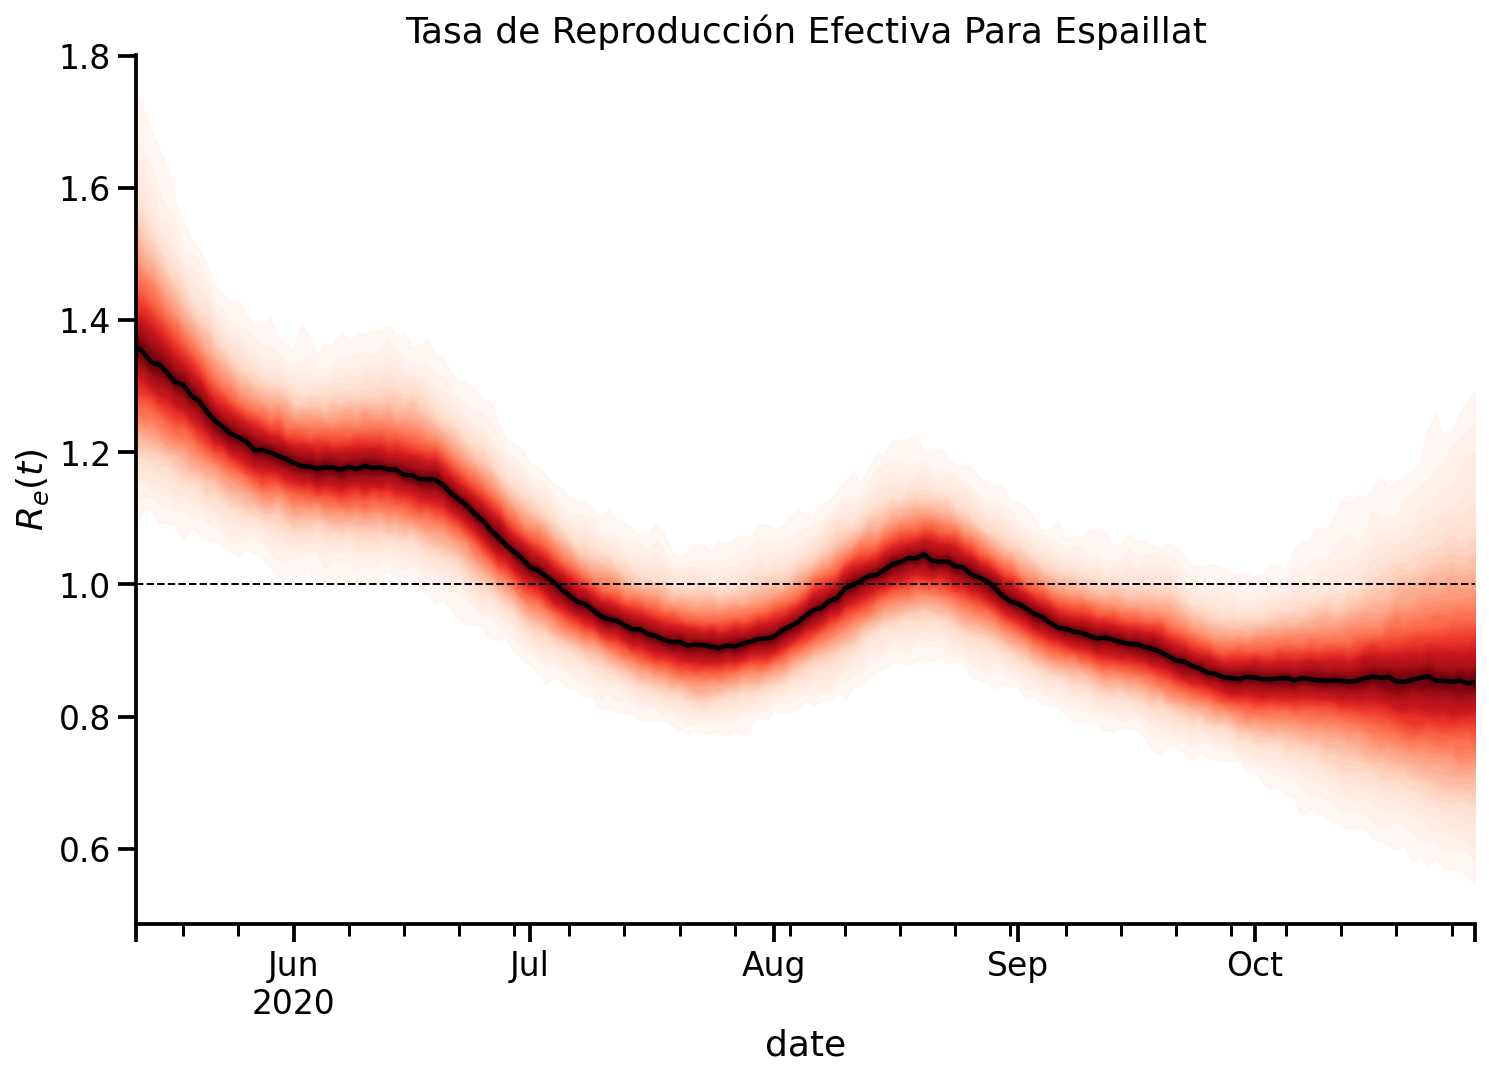 Tasa de Reproducción Efectiva Para Espaillat
1.8
1.6
1.4
1.2
1.0
0.8
0.6
R_e(t)
Jun Jul Aug Sep Oct
2020
date